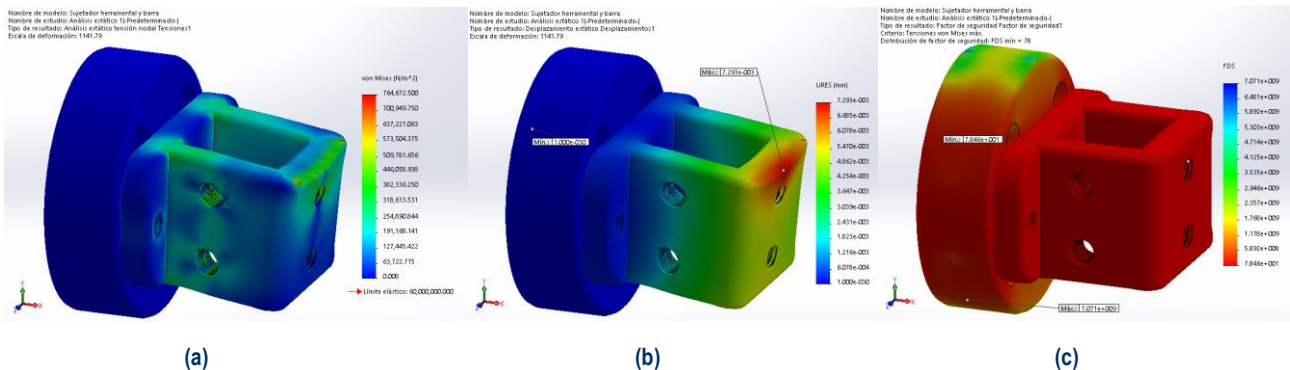 Nombre de modelo: Sujetador herramental y barra
Nombre de estudio: Análisis estático 1(-Predeterminado-)
Tipo de resultado: Análisis estático tensión nodal Tensiones1
Escala de deformación: 1141.79
von Mises (N/m^2)
764,672.500
700,949.750
637,227.063
573,504.375
509,781.656
446,058.938
382,336.250
318,613.531
254,890.844
191,168.141
127,445.422
63,722.715
0.008
Límite elástico: 60,000,000.000
Y
X
Z
(a)
Nombre de modelo: Sujetador herramental y barra
Nombre de estudio: Análisis estático 1(-Predeterminado-)
Tipo de resultado: Desplazamiento estático Desplazamientos1
Escala de deformación: 1141.79
Máx.: 7.293e-003
Mín.: 1.000e-030
URES (mm)
7.293e-003
6.685e-003
6.078e-003
5.470e-003
4.862e-003
4.254e-003
3.647e-003
3.039e-003
2.431e-003
1.823e-003
1.216e-003
6.078e-004
1.000e-030
Y
X
Z
(b)
Nombre de modelo: Sujetador herramental y barra
Nombre de estudio: Análisis estático 1(-Predeterminado-)
Tipo de resultado: Factor de seguridad Factor de seguridad1
Criterio: Tensiones von Mises máx.
Distribución de factor de seguridad: FDS mín = 78
Mín.: 7.846e+001
Máx.: 7.071e+009
FDS
7.071e+009
6.481e+009
5.892e+009
5.303e+009
4.714e+009
4.125e+009
3.535e+009
2.946e+009
2.357e+009
1.768e+009
1.178e+009
5.892e+008
7.846e+001
Y
X
Z
(c)